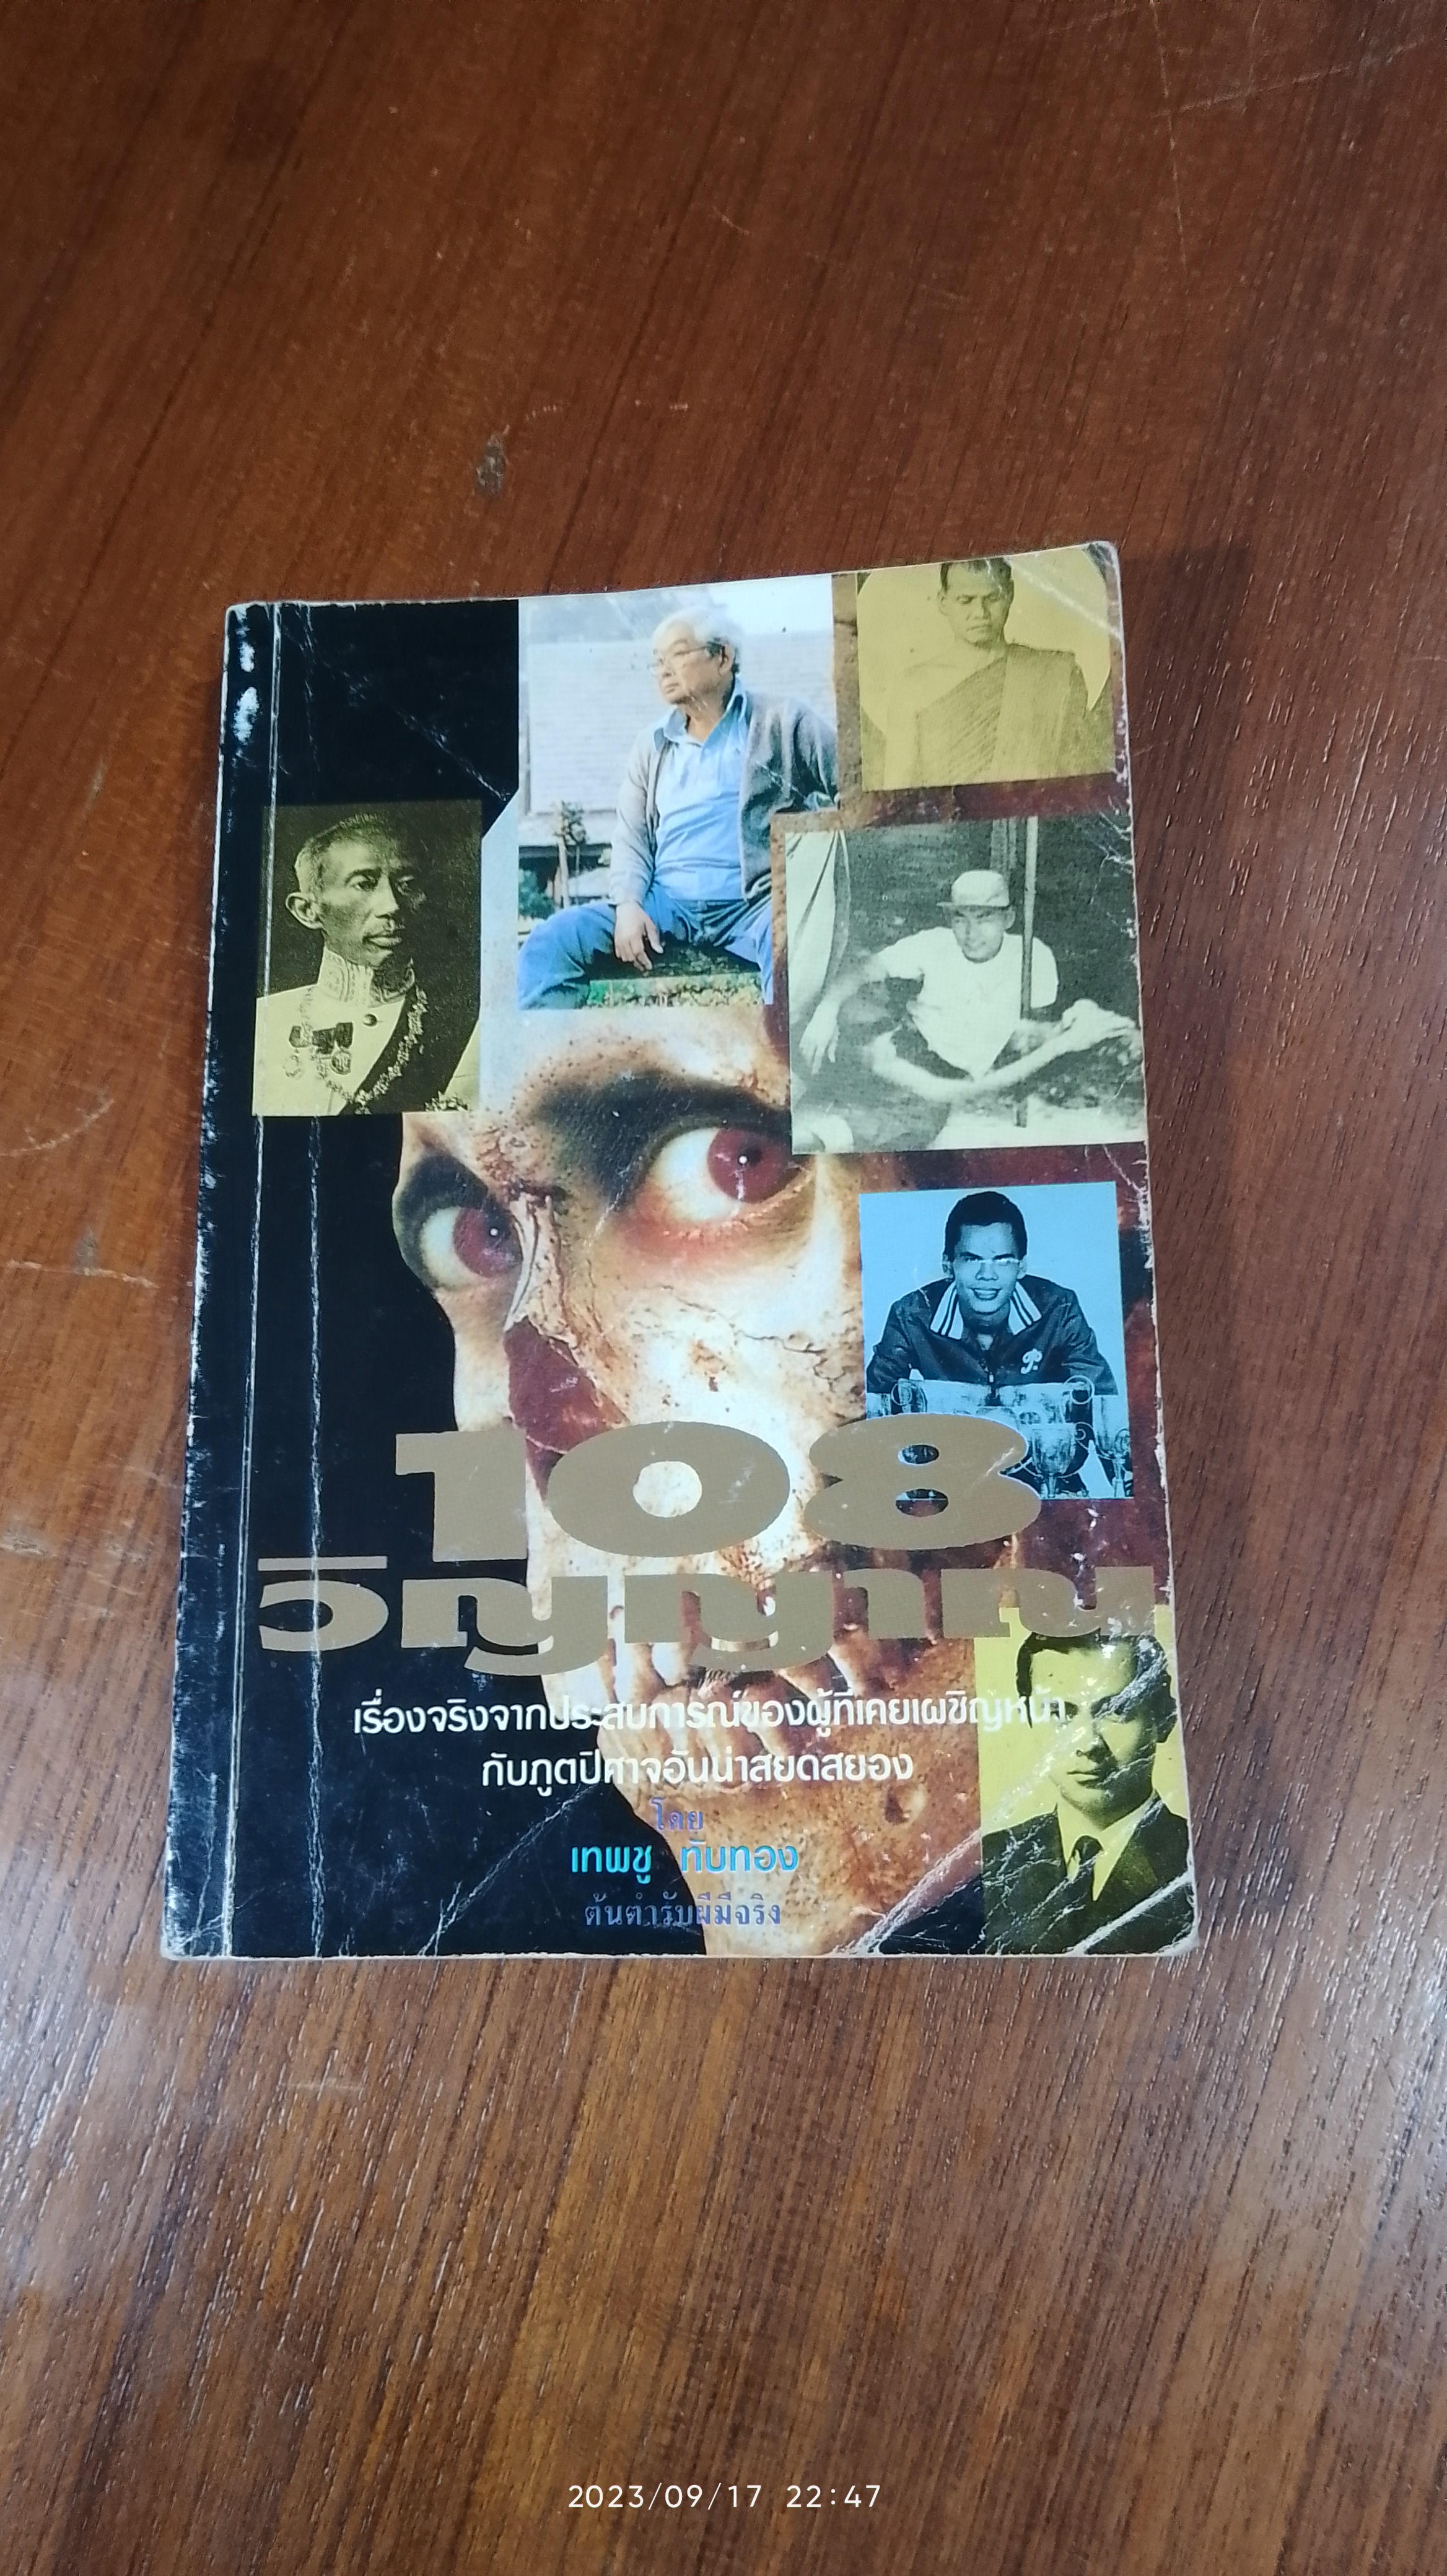 108
วิญญาณ
เรื่องจริงจากประสบการณ์ของผู้ที่เคยเผชิญหน้า
กับภูตปิศาจอันน่าสยดสยอง
โดย
เทพชู ทับทอง
ต้นตำรับผีมีจริง
2023/09/17 22:47